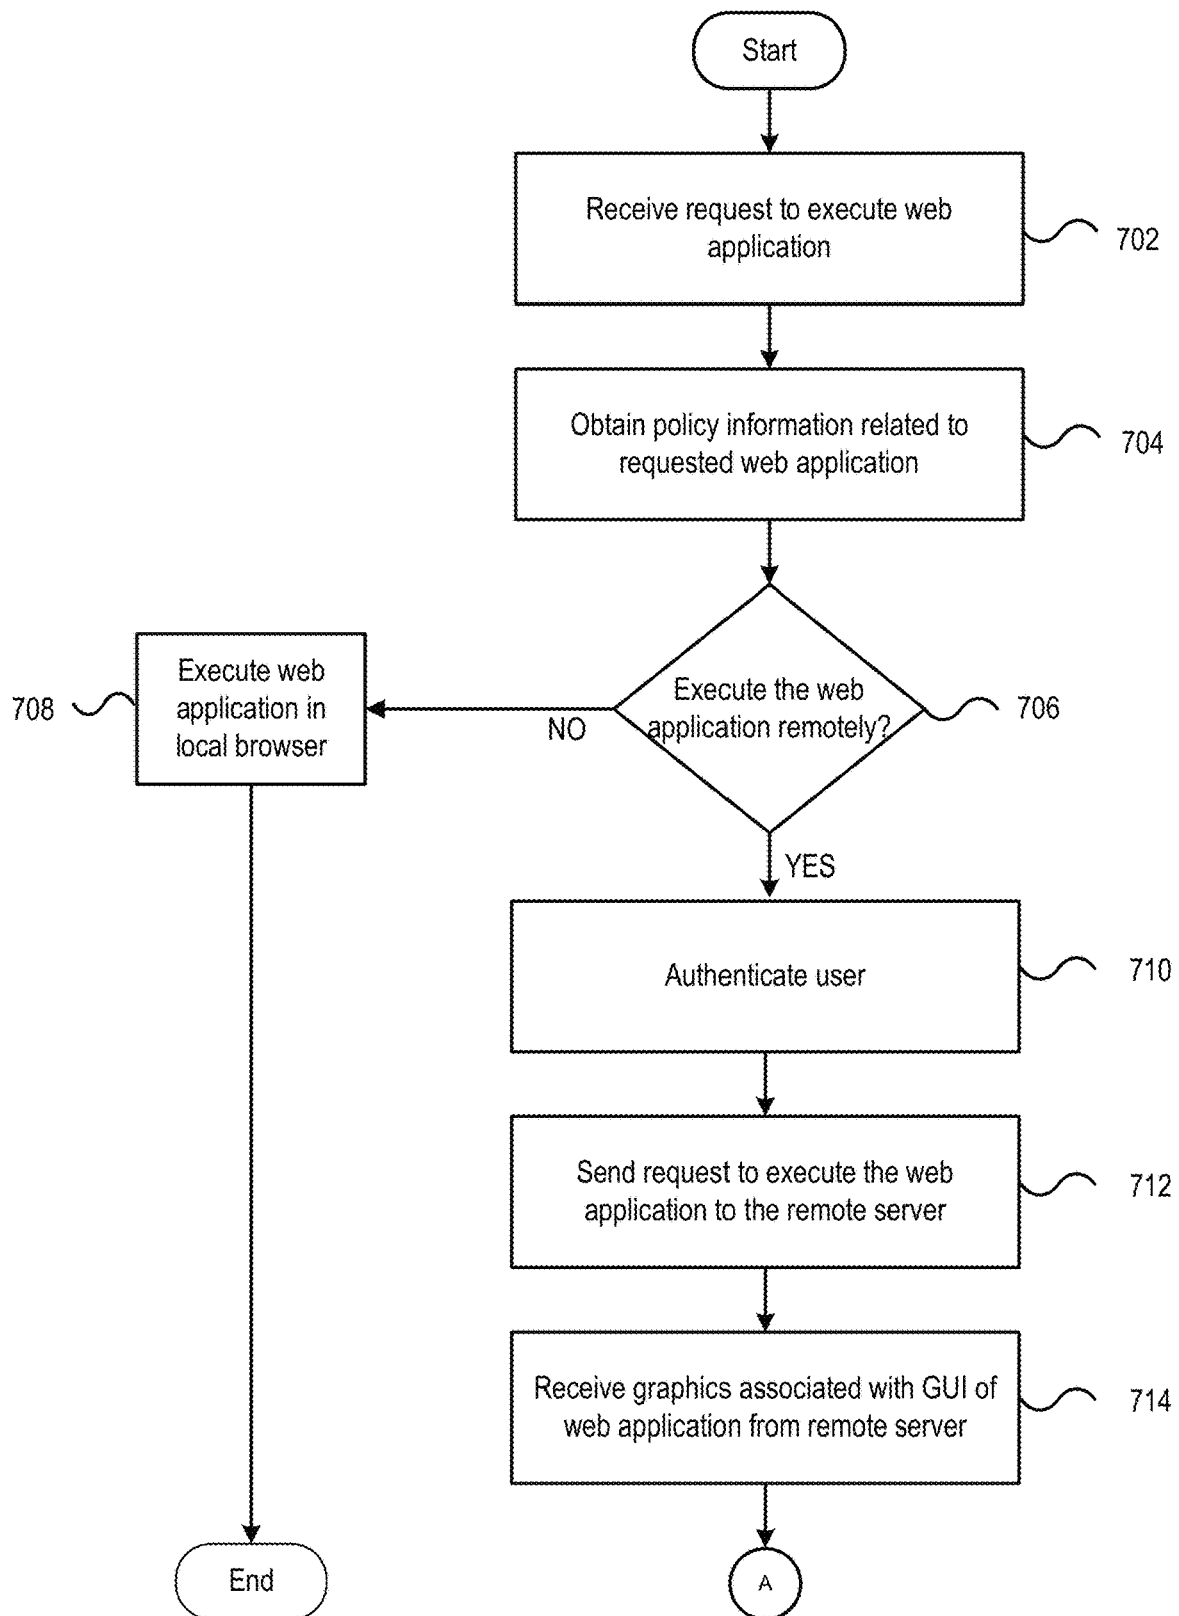 Start
Receive request to execute web
application
702
Obtain policy information related to
requested web application
704
Execute the web
application remotely?
706
NO
Execute web
application in
local browser
708
YES
Authenticate user
710
Send request to execute the web
application to the remote server
712
Receive graphics associated with GUI of
web application from remote server
714
End
A